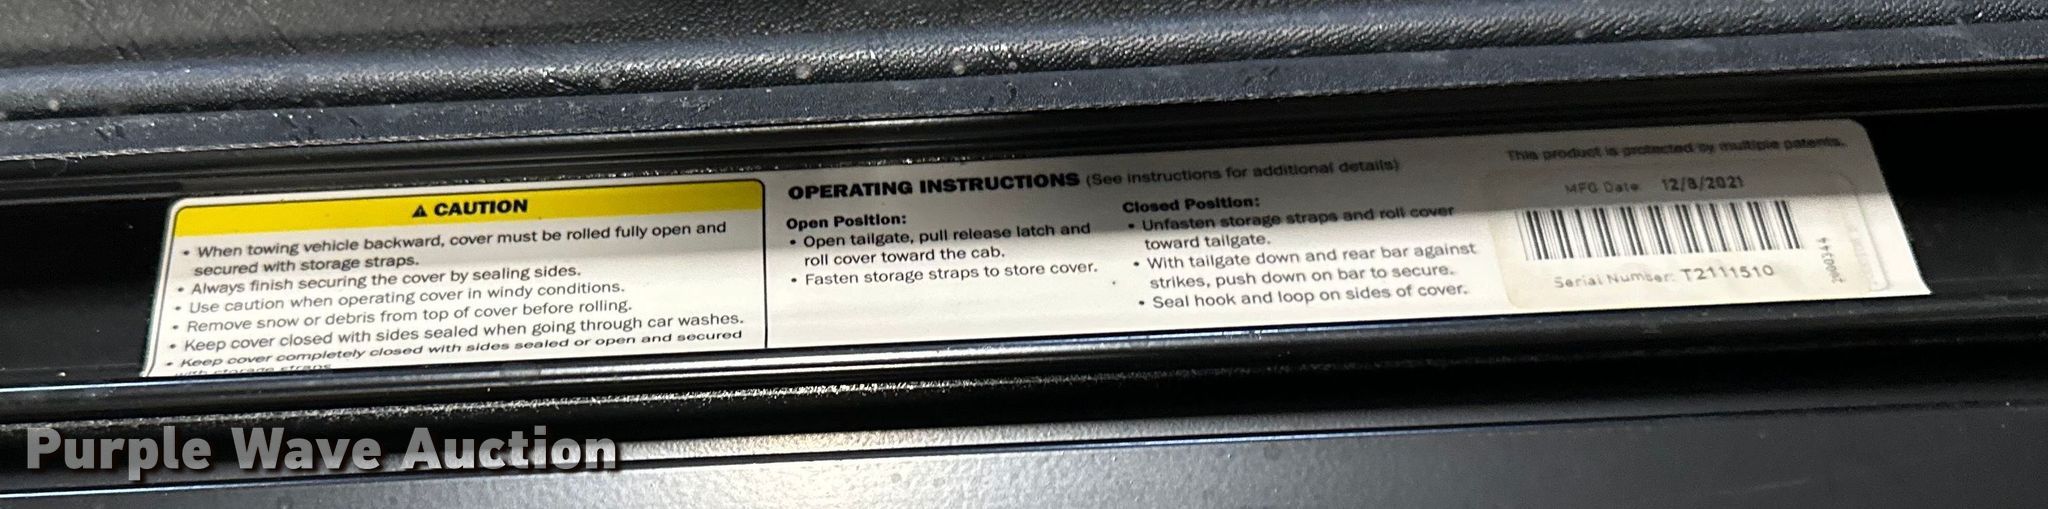 ⚠ CAUTION
• When towing vehicle backward, cover must be rolled fully open and
secured with storage straps.
• Always finish securing the cover by sealing sides.
• Use caution when operating cover in windy conditions.
• Remove snow or debris from top of cover before rolling.
• Keep cover closed with sides sealed when going through car washes.
• Keep cover completely closed with sides sealed or open and secured
with storage straps
OPERATING INSTRUCTIONS (See instructions for additional details)
Open Position:
• Open tailgate, pull release latch and
roll cover toward the cab.
• Fasten storage straps to store cover.
Closed Position:
• Unfasten storage straps and roll cover
toward tailgate.
• With tailgate down and rear bar against
strikes, push down on bar to secure.
• Seal hook and loop on sides of cover.
This product is protected by multiple patents.
MFG Date: 12/8/2021
Serial Number: T2111510
Purple Wave Auction